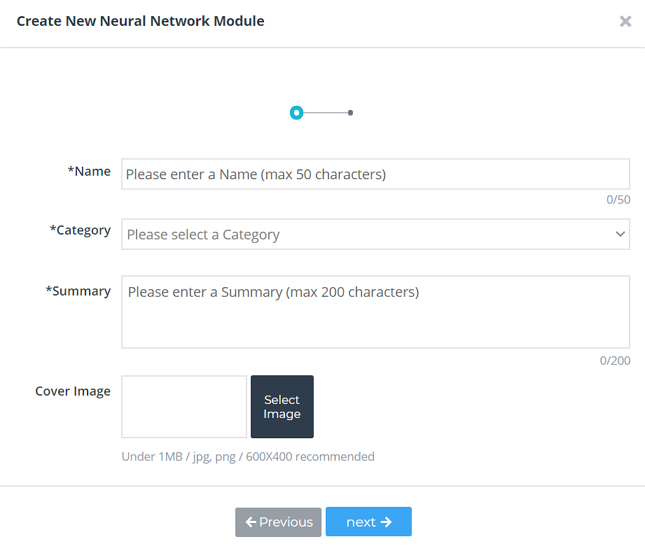 Create New Neural Network Module
*Name
Please enter a Name (max 50 characters)
0/50
*Category
Please select a Category
*Summary
Please enter a Summary (max 200 characters)
0/200
Cover Image
Select
Image
Under 1MB / jpg, png / 600X400 recommended
Previous
next